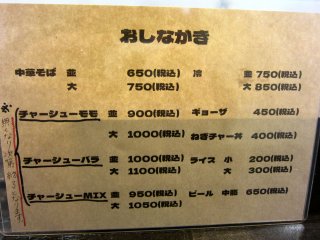 おしながき
中華そば 並 650(税込)
大 750(税込)
チャーシューモモ 並 900(税込)
大 1000(税込)
チャーシューバラ 並 1000(税込)
大 1100(税込)
チャーシューMIX 並 950(税込)
大 1050(税込)
冷 並 750(税込)
大 850(税込)
ギョーザ 450(税込)
ねぎチャー丼 400(税込)
ライス 小 200(税込)
大 300(税込)
ビール 中瓶 650(税込)